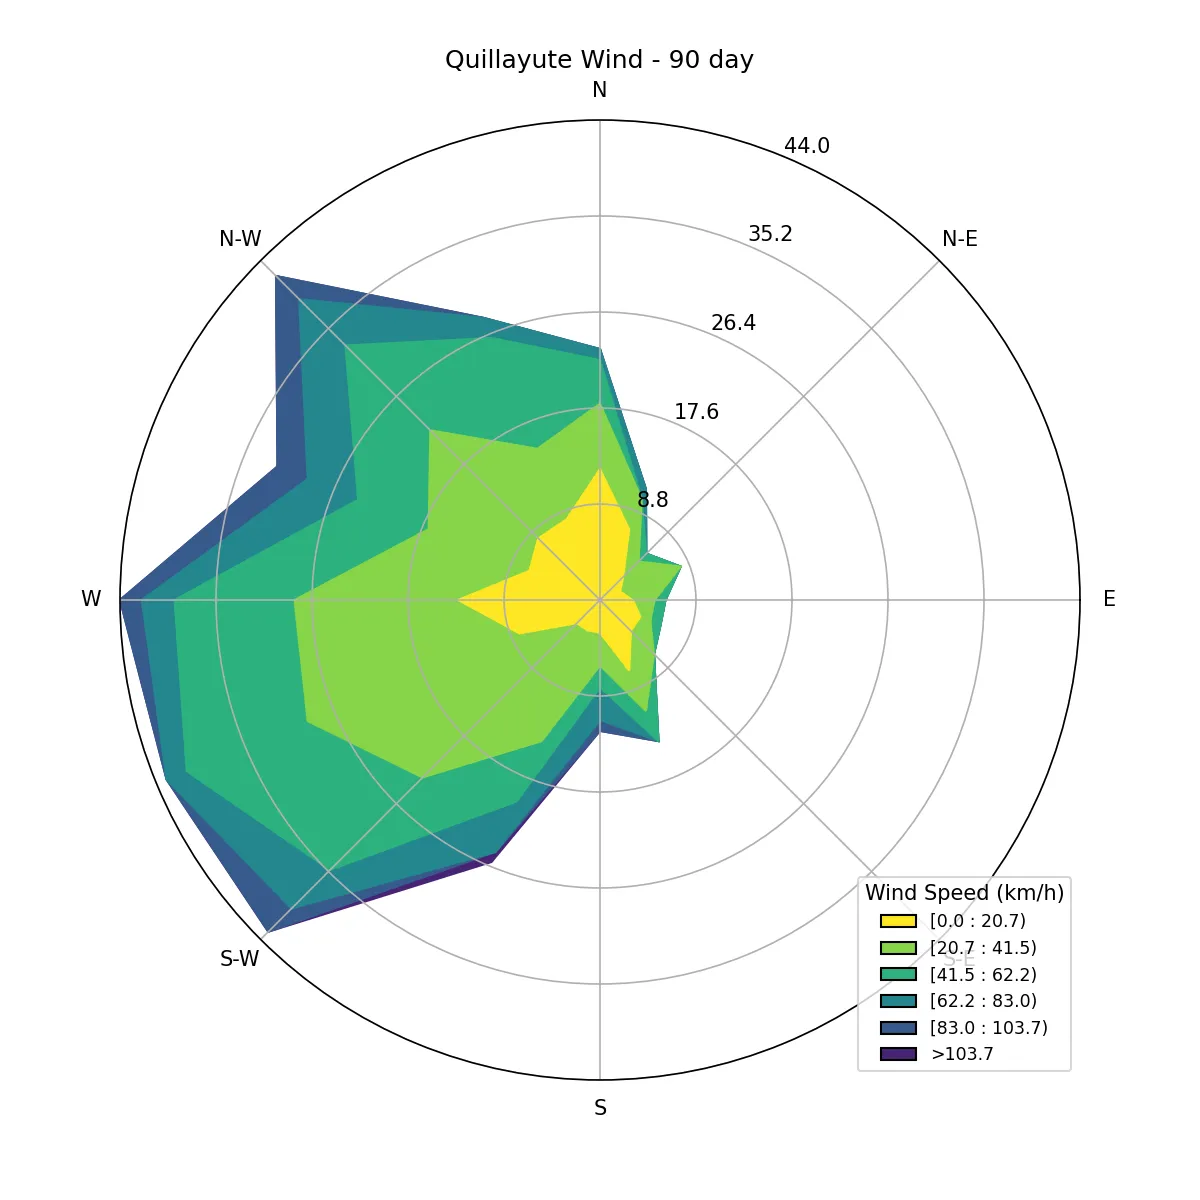 Quillayute Wind - 90 day
N
44.0
N-W
35.2
N-E
26.4
17.6
8.8
W
E
S-W
S-E
Wind Speed (km/h)
[0.0 : 20.7)
[20.7 : 41.5)
[41.5 : 62.2)
[62.2 : 83.0)
[83.0 : 103.7)
>103.7
S